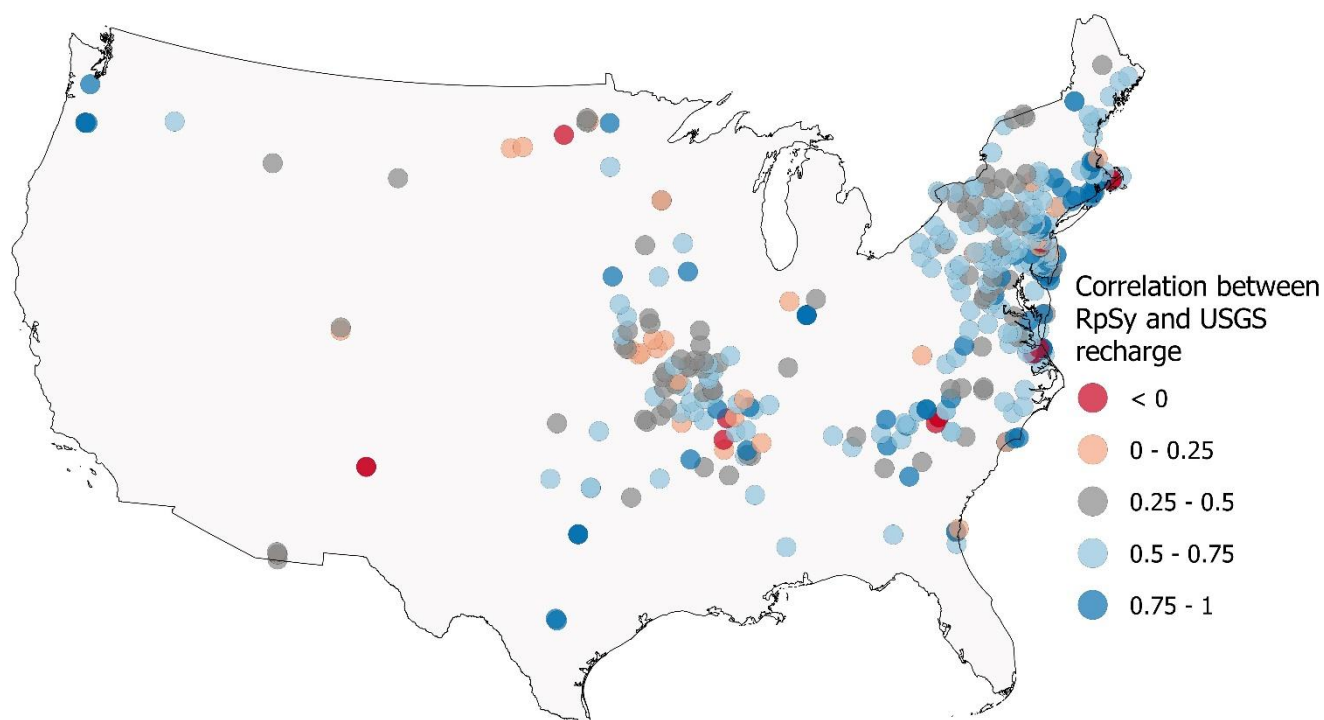 Correlation between
RpSy and USGS
recharge
< 0
0 - 0.25
0.25 - 0.5
0.5 - 0.75
0.75 - 1